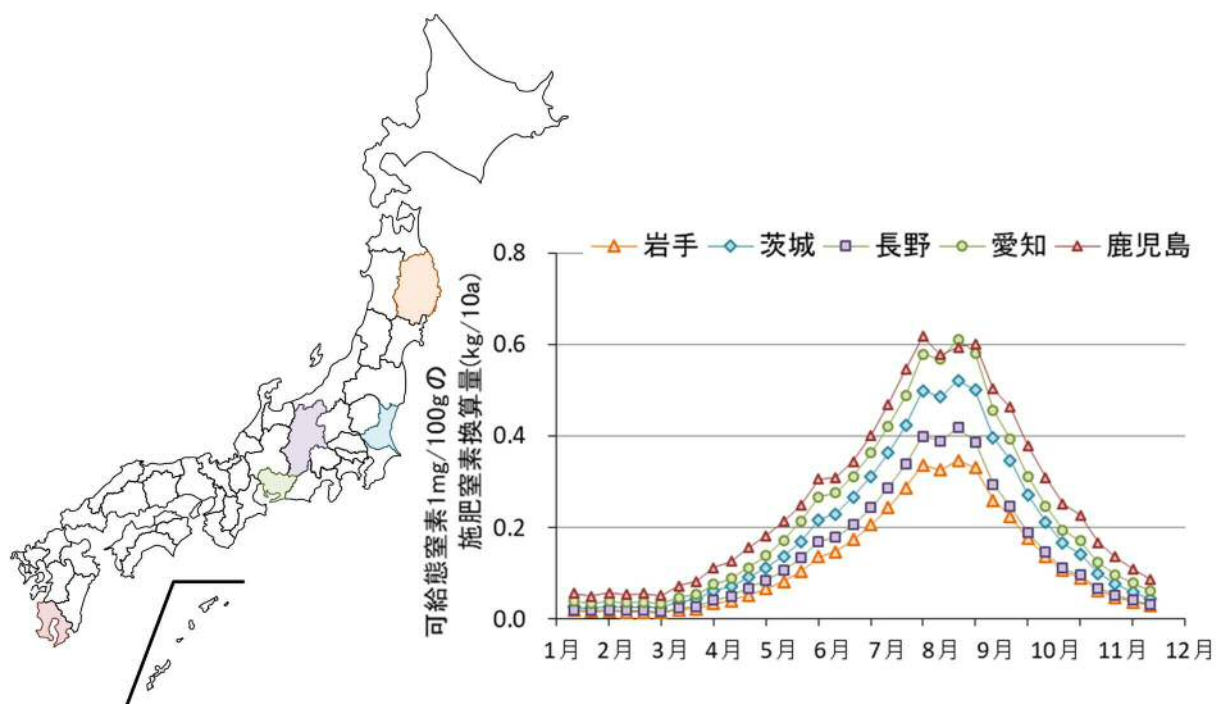 岩手 茨城 長野 愛知 鹿児島
可給態窒素1mg/100gの
施肥窒素換算量(kg/10a)
0.8
0.6
0.4
0.2
0.0
1月 2月 3月 4月 5月 6月 7月 8月 9月 10月 11月 12月